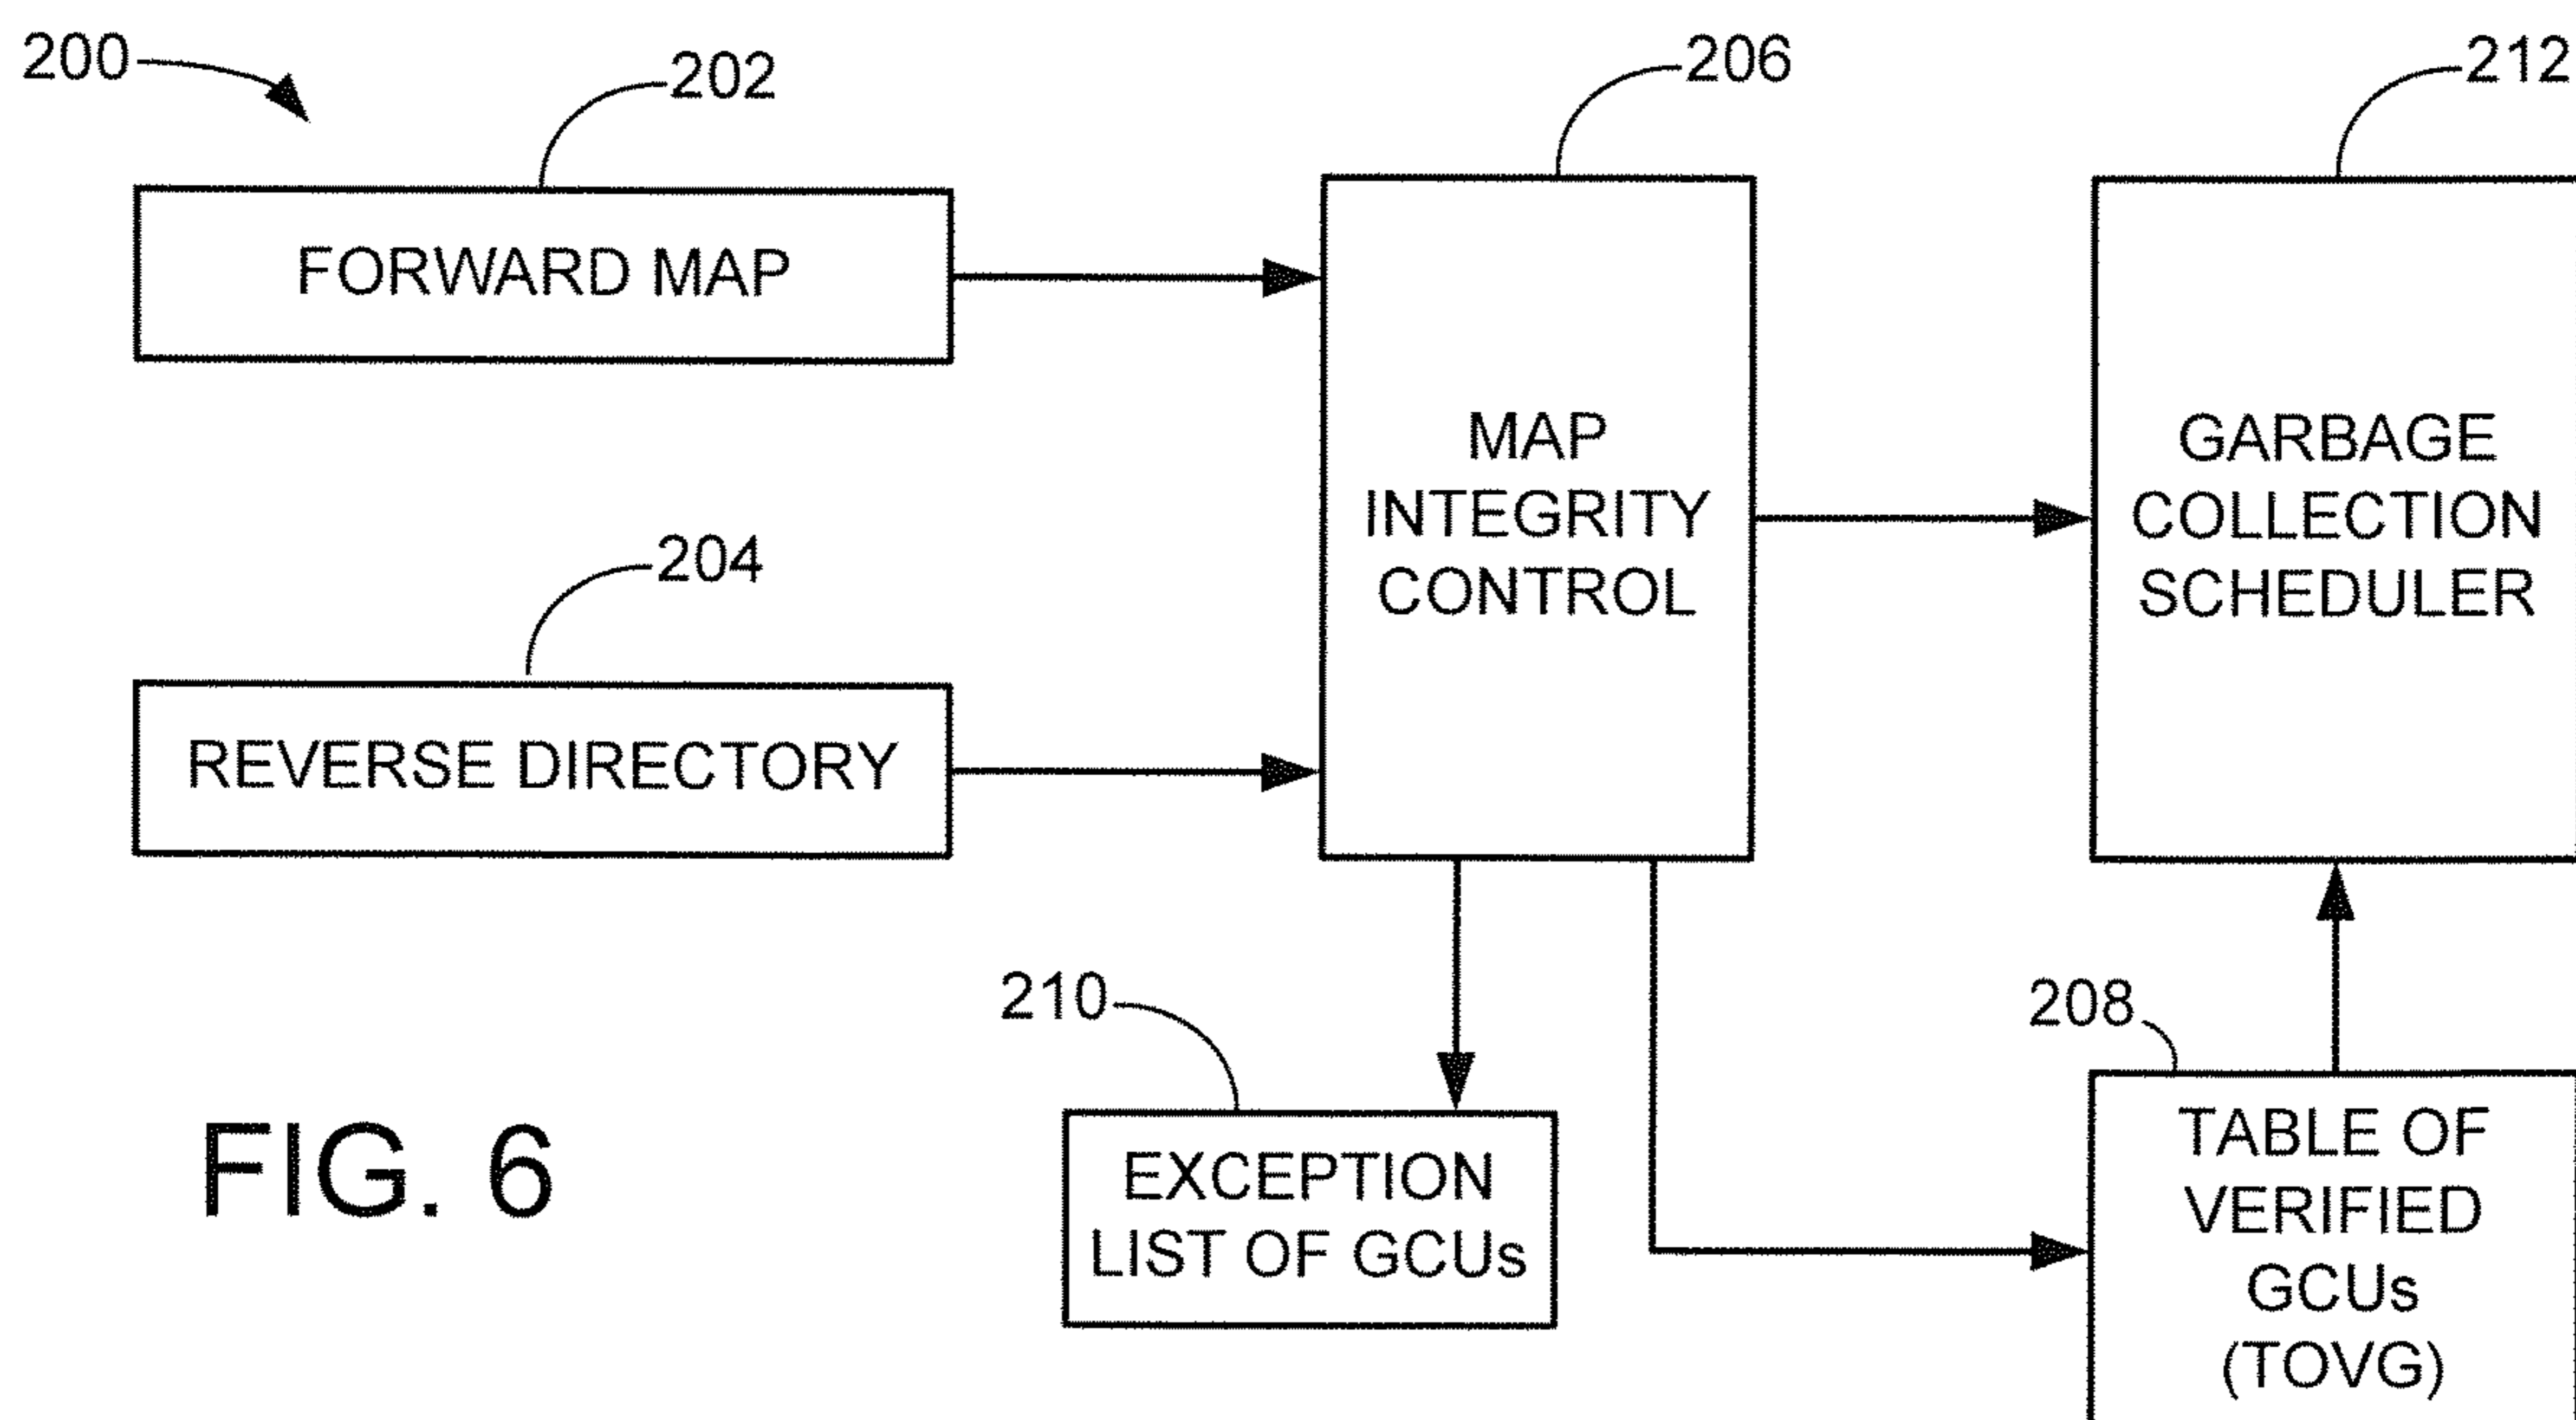 200
202
206
212
FORWARD MAP
MAP
INTEGRITY
CONTROL
GARBAGE
COLLECTION
SCHEDULER
204
REVERSE DIRECTORY
210
208
EXCEPTION
LIST OF GCUs
TABLE OF
VERIFIED
GCUs
(TOVG)
FIG. 6